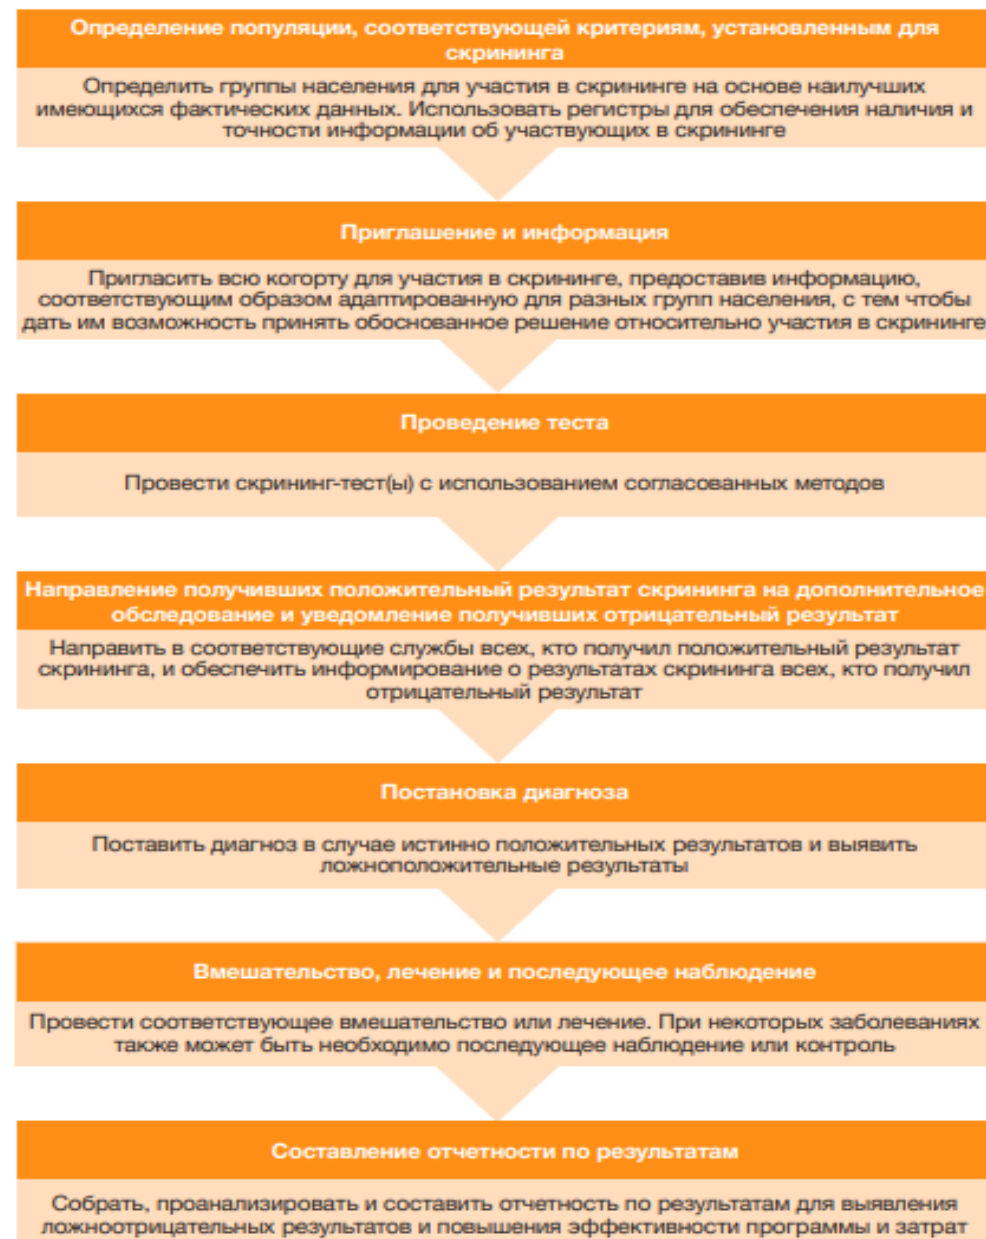 Определение популяции, соответствующей критериям, установленным для
скрининга
Определить группы населения для участия в скрининге на основе наилучших
имеющихся фактических данных. Использовать регистры для обеспечения наличия и
точности информации об участвующих в скрининге
Приглашение и информация
Пригласить всю когорту для участия в скрининге, предоставив информацию,
соответствующим образом адаптированную для разных групп населения, с тем чтобы
дать им возможность принять обоснованное решение относительно участия в скрининге
Проведение теста
Провести скрининг-тест(ы) с использованием согласованных методов
Направление получивших положительный результат скрининга на дополнительное
обследование и уведомление получивших отрицательный результат
Направить в соответствующие службы всех, кто получил положительный результат
скрининга, и обеспечить информирование о результатах скрининга всех, кто получил
отрицательный результат
Постановка диагноза
Поставить диагноз в случае истинно положительных результатов и выявить
ложноположительные результаты
Вмешательство, лечение и последующее наблюдение
Провести соответствующее вмешательство или лечение. При некоторых заболеваниях
также может быть необходимо последующее наблюдение или контроль
Составление отчетности по результатам
Собрать, проанализировать и составить отчетность по результатам для выявления
ложноотрицательных результатов и повышения эффективности программы и затрат